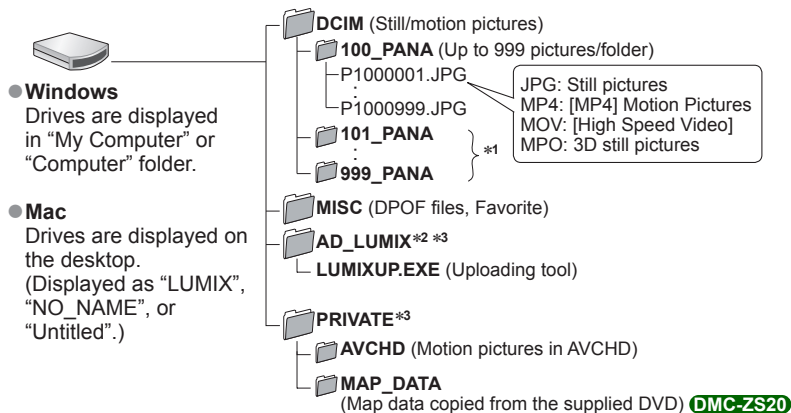 ● Windows
Drives are displayed
in “My Computer” or
“Computer” folder.
● Mac
Drives are displayed on
the desktop.
(Displayed as “LUMIX”,
“NO_NAME”, or
“Untitled”.)
DCIM (Still/motion pictures)
100_PANA (Up to 999 pictures/folder)
P1000001.JPG
:
P1000999.JPG
JPG: Still pictures
MP4: [MP4] Motion Pictures
MOV: [High Speed Video]
MPO: 3D still pictures
101_PANA
:
999_PANA
*1
MISC (DPOF files, Favorite)
AD_LUMIX*2 *3
LUMIXUP.EXE (Uploading tool)
PRIVATE*3
AVCHD (Motion pictures in AVCHD)
MAP_DATA
(Map data copied from the supplied DVD) DMC-ZS20